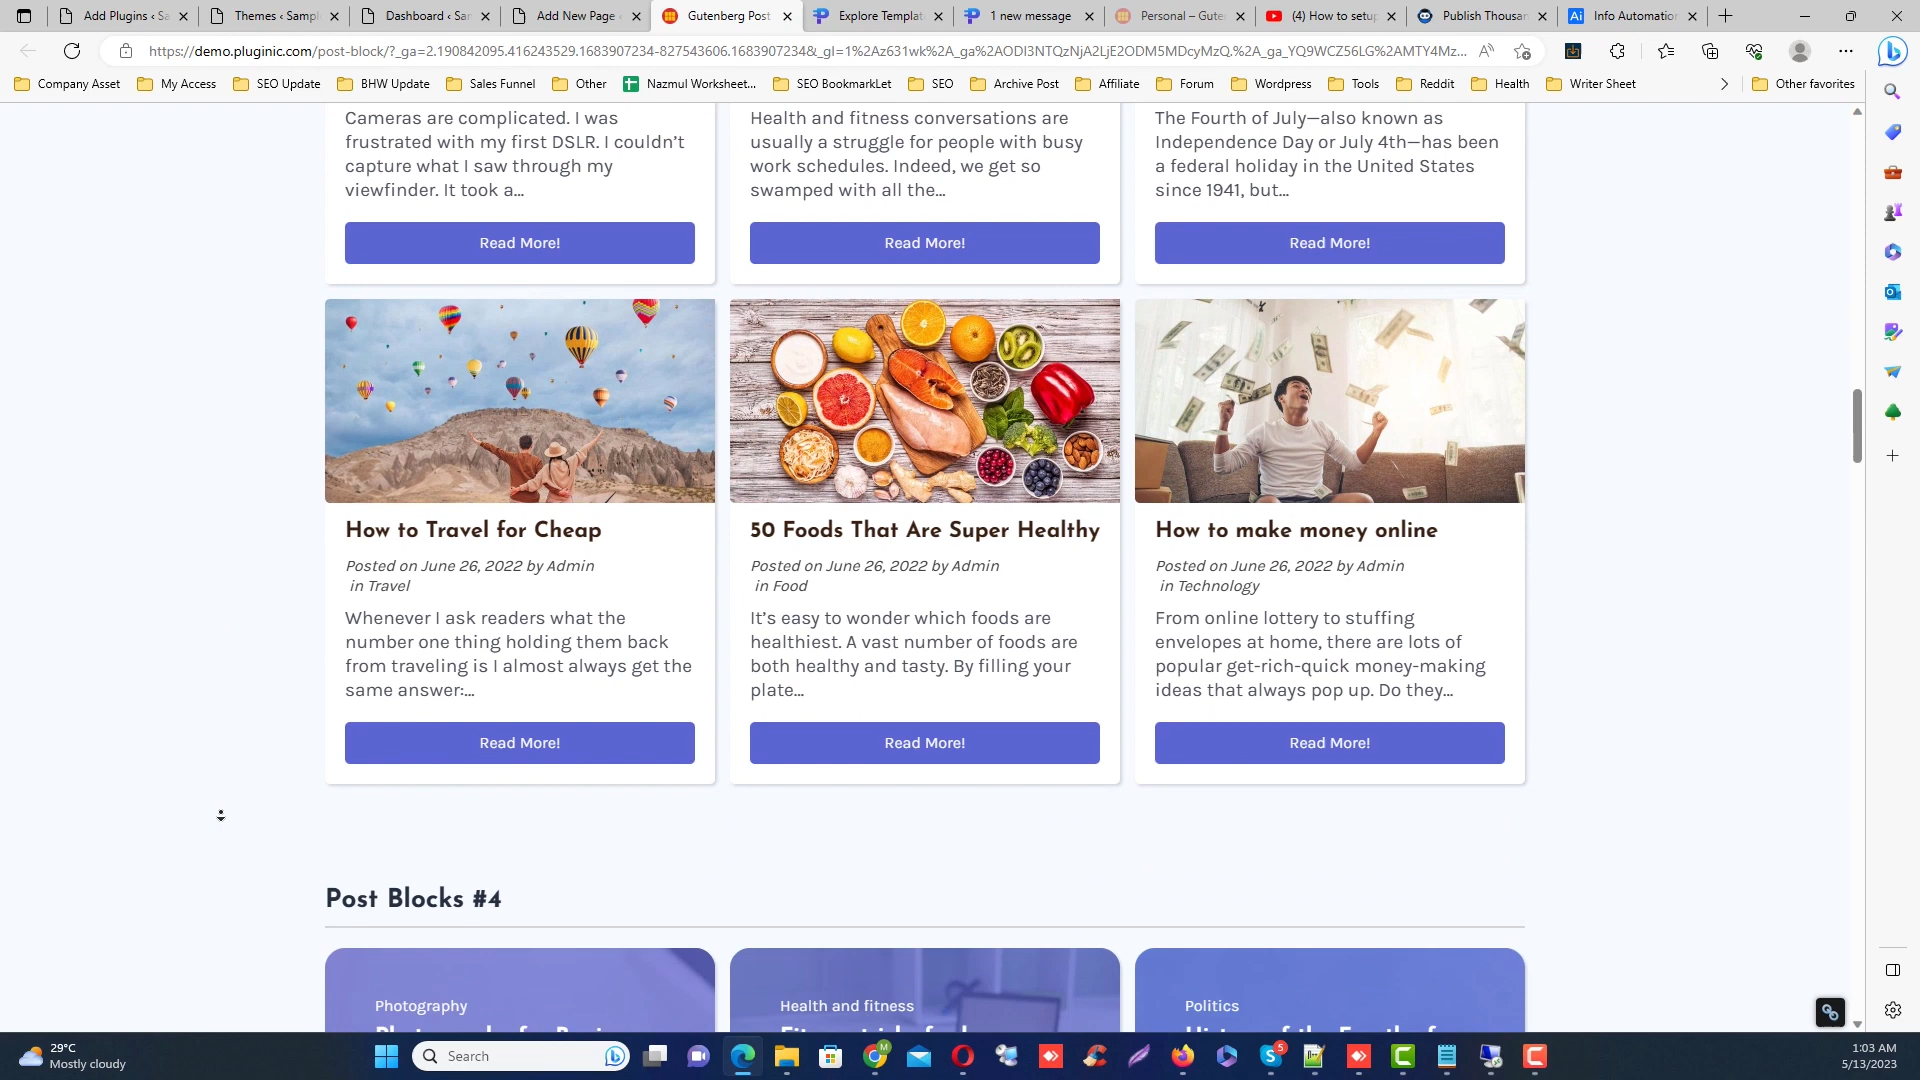 Add Plugins ‹ Sa
Themes ‹ Sampl
Dashboard ‹ Sar
Add New Page ‹
Gutenberg Post
Explore Templat
1 new message
Personal – Guter
(4) How to setup
Publish Thousan
Info Automation
https://demo.pluginic.com/post-block/?_ga=2.190842095.416243529.1683907234-827543606.1683907234&_gl=1%2Az631wk%2A_ga%2AODI3NTQzNjA2LjE2ODM5MDcyMzQ.%2A_ga_YQ9WCZ56LG%2AMTY4Mz...
Company Asset
My Access
SEO Update
BHW Update
Sales Funnel
Other
Nazmul Worksheet...
SEO BookmarkLet
SEO
Archive Post
Affiliate
Forum
Wordpress
Tools
Reddit
Health
Writer Sheet
Other favorites
Cameras are complicated. I was
frustrated with my first DSLR. I couldn't
capture what I saw through my
viewfinder. It took a...
Read More!
Health and fitness conversations are
usually a struggle for people with busy
work schedules. Indeed, we get so
swamped with all the...
Read More!
The Fourth of July—also known as
Independence Day or July 4th—has been
a federal holiday in the United States
since 1941, but...
Read More!
How to Travel for Cheap
Posted on June 26, 2022 by Admin
in Travel
Whenever I ask readers what the
number one thing holding them back
from traveling is I almost always get the
same answer:...
Read More!
50 Foods That Are Super Healthy
Posted on June 26, 2022 by Admin
in Food
It's easy to wonder which foods are
healthiest. A vast number of foods are
both healthy and tasty. By filling your
plate...
Read More!
How to make money online
Posted on June 26, 2022 by Admin
in Technology
From online lottery to stuffing
envelopes at home, there are lots of
popular get-rich-quick money-making
ideas that always pop up. Do they...
Read More!
Post Blocks #4
Photography
Health and fitness
Politics
29°C
Mostly cloudy
Search
M
5
1:03 AM
5/13/2023